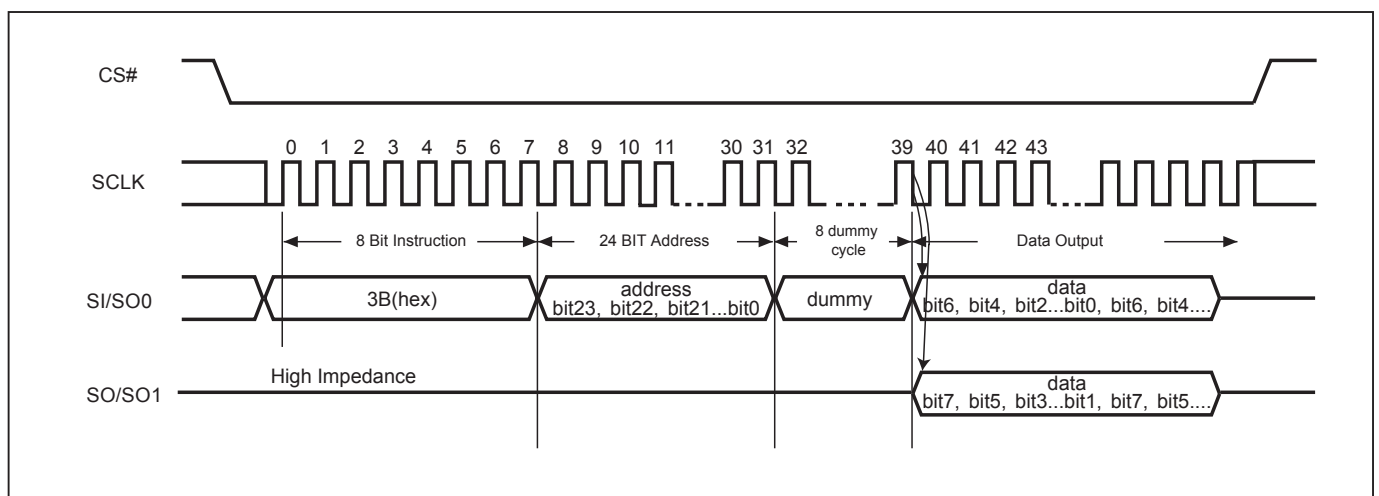 CS#
0 1 2 3 4 5 6 7 8 9 10 11 30 31 32 39 40 41 42 43
SCLK
8 Bit Instruction
24 BIT Address
8 dummy
cycle
Data Output
SI/SO0
3B(hex)
address
bit23, bit22, bit21...bit0
dummy
data
bit6, bit4, bit2...bit0, bit6, bit4....
High Impedance
SO/SO1
data
bit7, bit5, bit3...bit1, bit7, bit5....